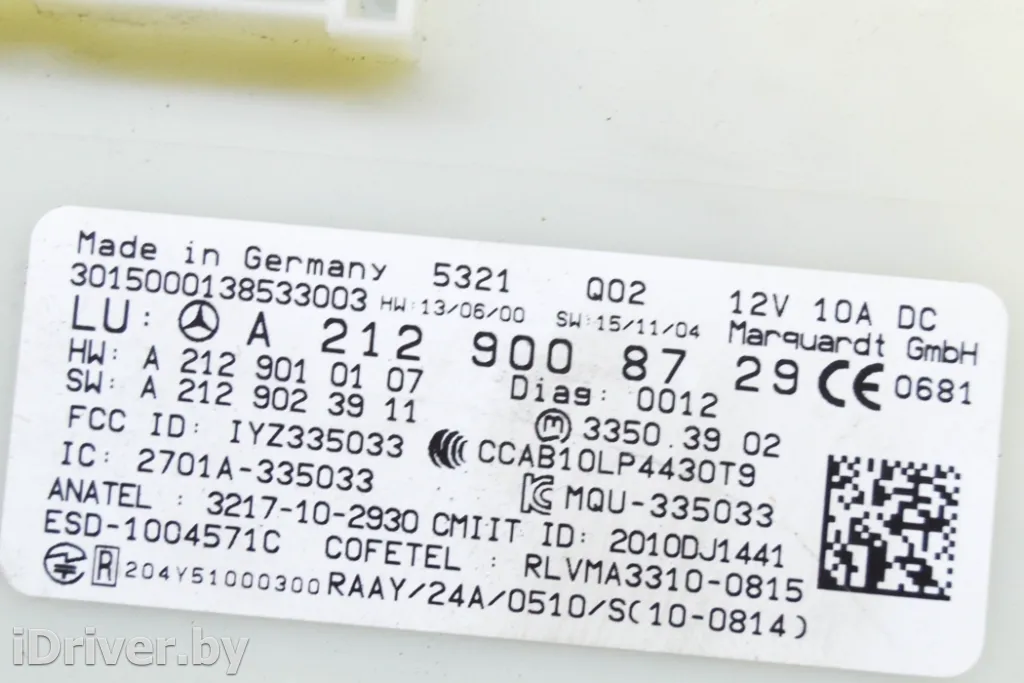 Made in Germany 5321 Q02 12V 10A DC
3015000138533003 HW:13/06/00 SW:15/11/04 Marquardt GmbH
LU: A 212 900 87 29 CE 0681
HW: A 212 901 01 07 Diag: 0012
SW: A 212 902 39 11 3350 39 02
FCC ID: IYZ335033 CCAB10LP4430T9
IC: 2701A-335033 MQU-335033
ANATEL : 3217-10-2930 CMIIT ID: 2010DJ1441
ESD-1004571C COFETEL : RLVMA3310-0815
R 204Y51000300 RAAY/24A/0510/S(10-0814)
iDriver.by